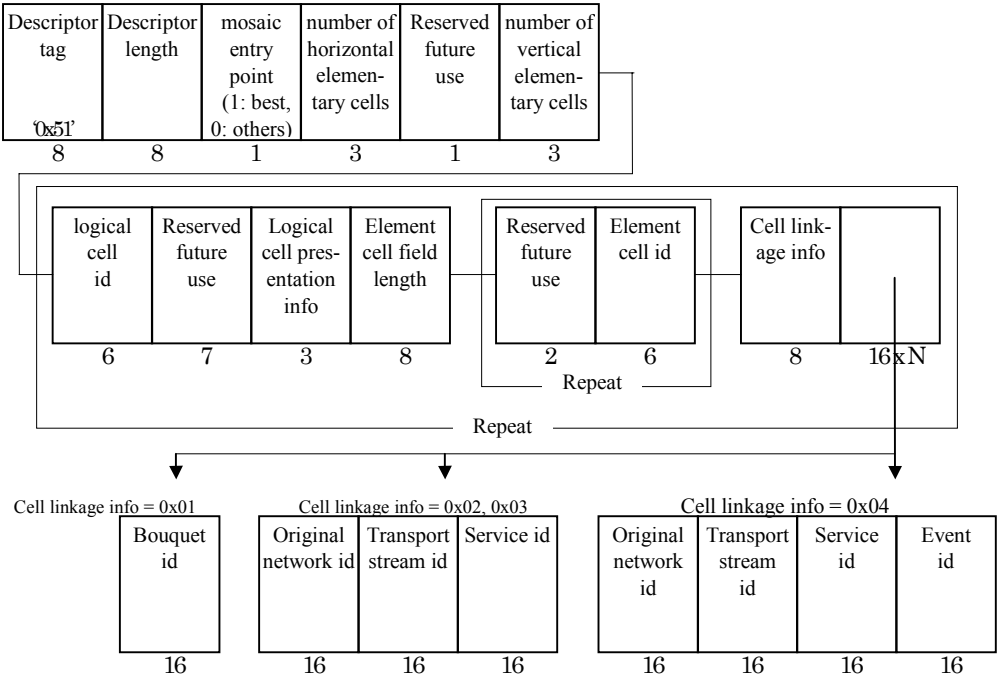 Descriptor
tag
'0x51'
Descriptor
length
mosaic
entry
point
(1: best,
0: others)
number of
horizontal
elemen-
tary cells
Reserved
future
use
number of
vertical
elemen-
tary cells
8
8
1
3
1
3
logical
cell
id
Reserved
future
use
Logical
cell pres-
entation
info
Element
cell field
length
Reserved
future
use
Element
cell id
Cell link-
age info
6
7
3
8
2
6
8
16xN
Repeat
Repeat
Cell linkage info = 0x01
Cell linkage info = 0x02, 0x03
Cell linkage info = 0x04
Bouquet
id
Original
network id
Transport
stream id
Service id
Original
network
id
Transport
stream
id
Service
id
Event
id
16
16
16
16
16
16
16
16